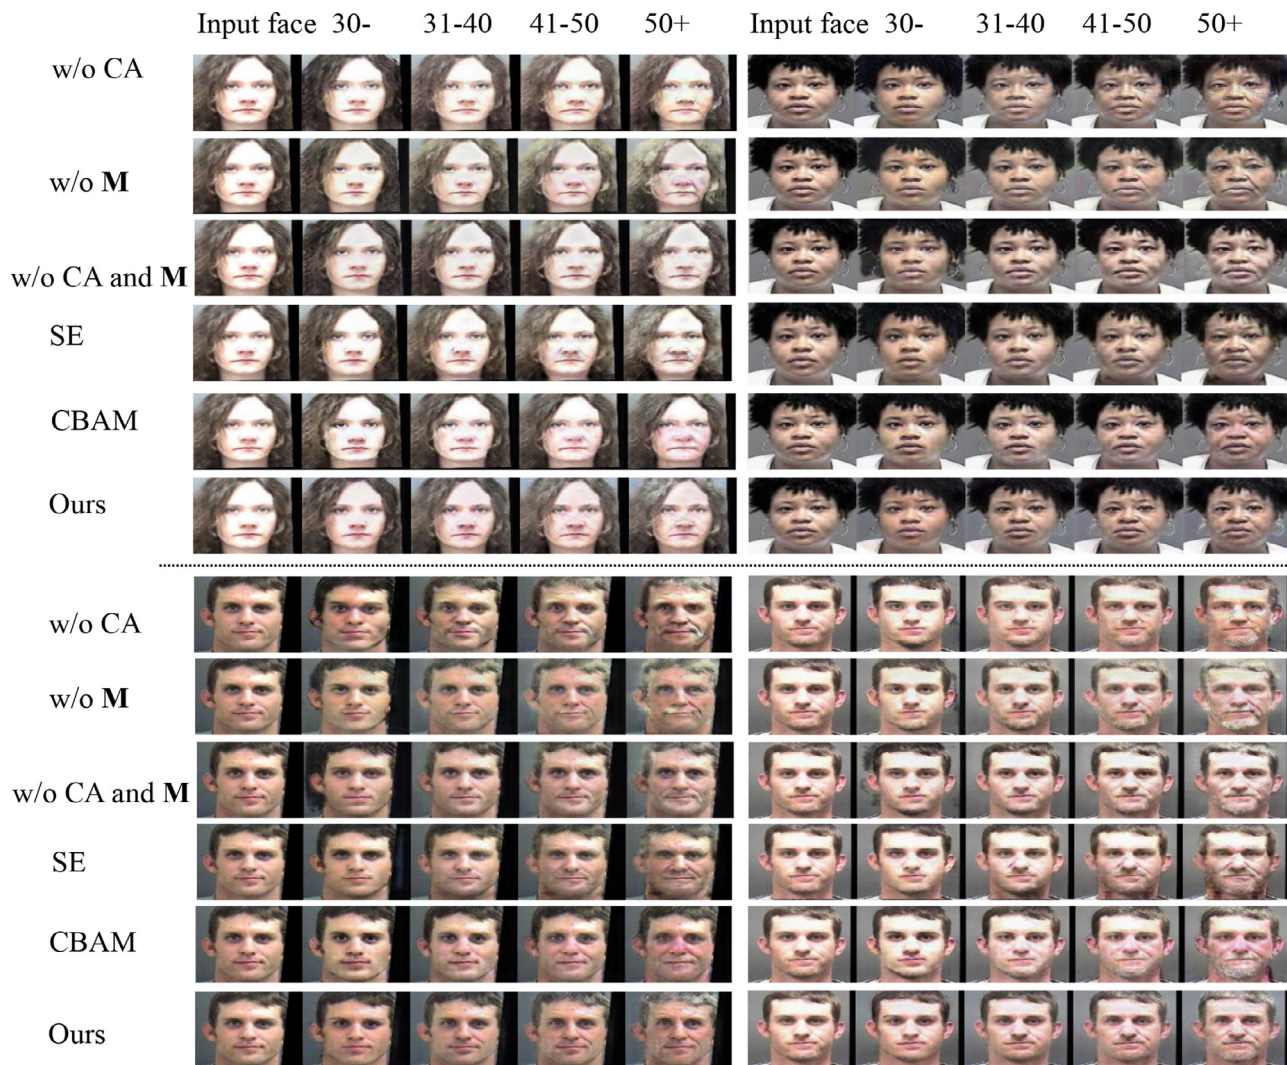 Input face 30- 31-40 41-50 50+ Input face 30- 31-40 41-50 50+
w/o CA
w/o M
w/o CA and M
SE
CBAM
Ours
w/o CA
w/o M
w/o CA and M
SE
CBAM
Ours